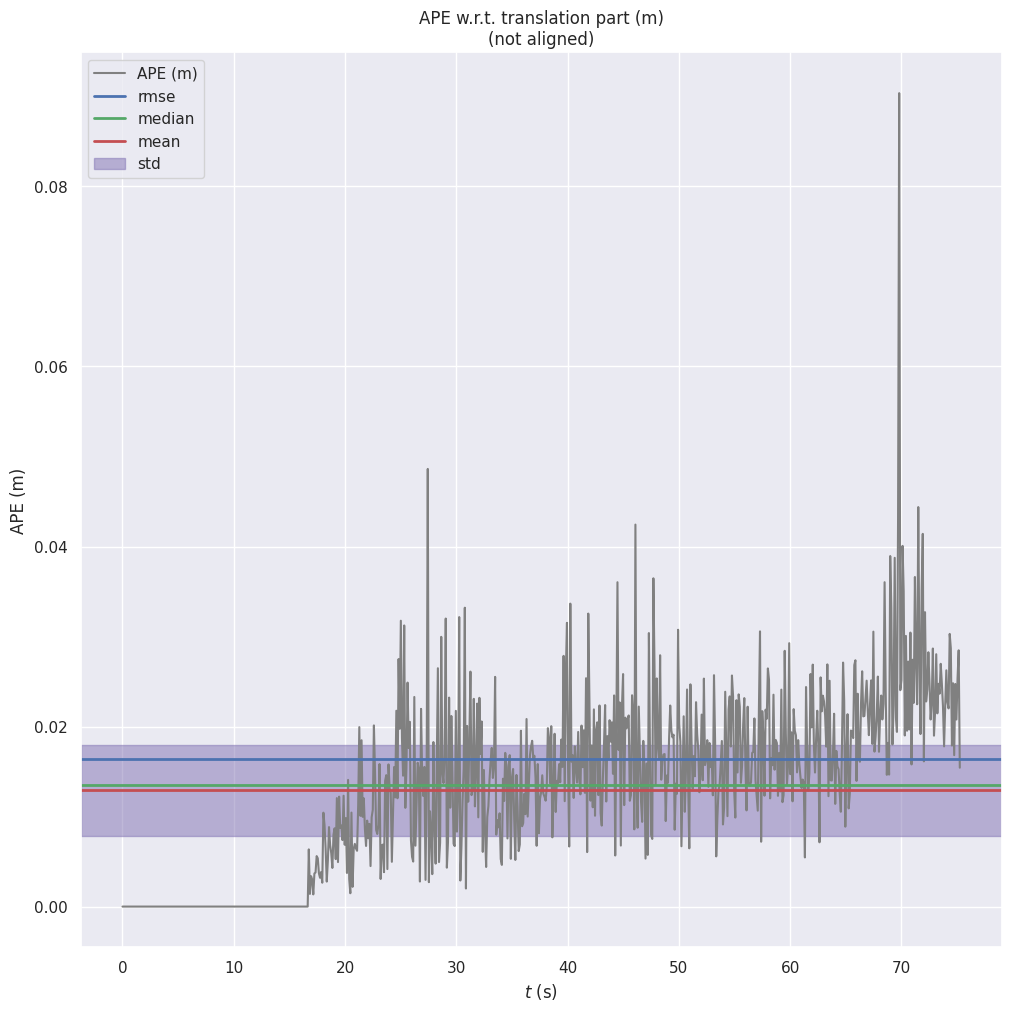 APE w.r.t. translation part (m)
(not aligned)
APE (m)
rmse
median
mean
std
APE (m)
0.08
0.06
0.04
0.02
0.00
0 10 20 30 40 50 60 70
t (s)